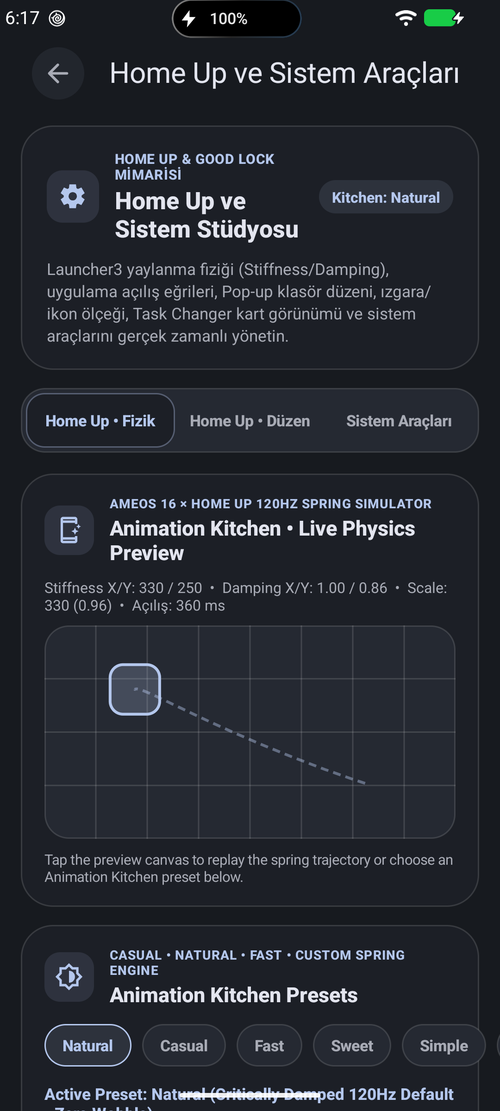 6:17
100%
Home Up ve Sistem Araçları
HOME UP & GOOD LOCK
MİMARİSİ
Home Up ve
Sistem Stüdyosu
Kitchen: Natural
Launcher3 yaylanma fiziği (Stiffness/Damping),
uygulama açılış eğrileri, Pop-up klasör düzeni, ızgara/
ikon ölçeği, Task Changer kart görünümü ve sistem
araçlarını gerçek zamanlı yönetin.
Home Up • Fizik
Home Up • Düzen
Sistem Araçları
AMEOS 16 × HOME UP 120HZ SPRING SIMULATOR
Animation Kitchen • Live Physics
Preview
Stiffness X/Y: 330 / 250 • Damping X/Y: 1.00 / 0.86 • Scale:
330 (0.96) • Açılış: 360 ms
Tap the preview canvas to replay the spring trajectory or choose an
Animation Kitchen preset below.
CASUAL • NATURAL • FAST • CUSTOM SPRING
ENGINE
Animation Kitchen Presets
Natural
Casual
Fast
Sweet
Simple
Active Preset: Natural (Critically Damped 120Hz Default
- Zero Wobble)